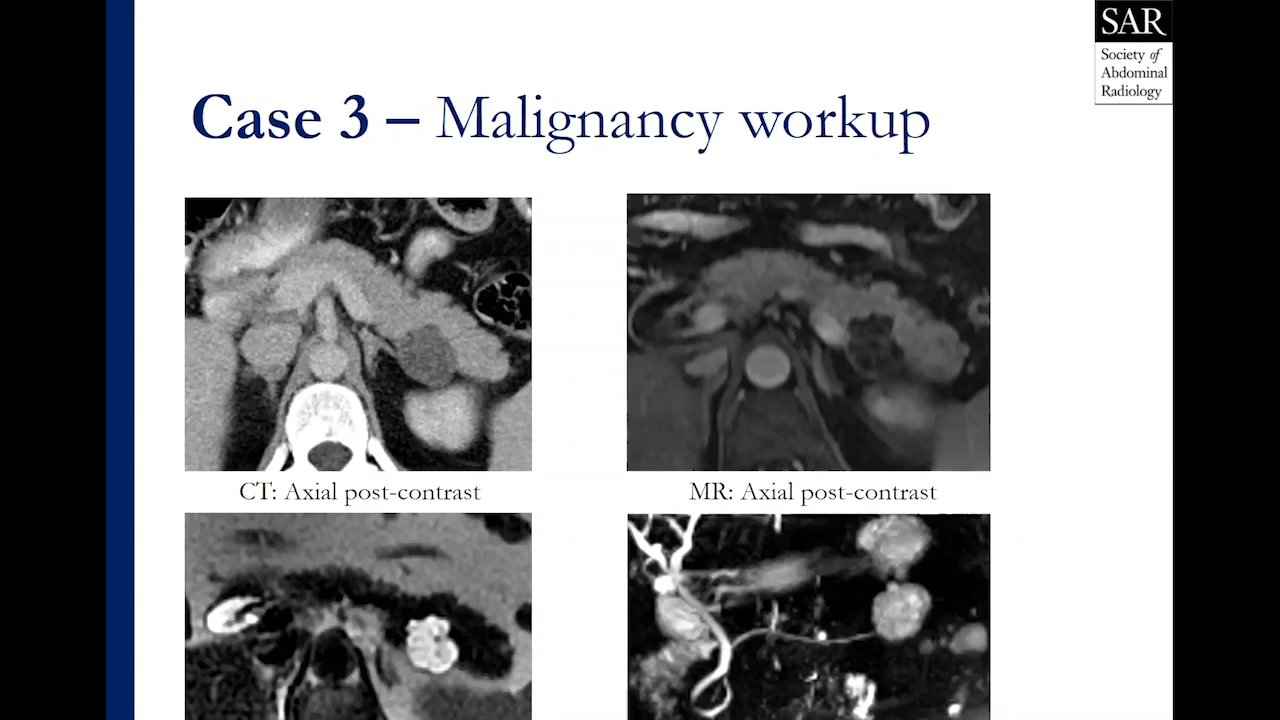 SAR
Society of
Abdominal
Radiology
Case 3 – Malignancy workup
CT: Axial post-contrast
MR: Axial post-contrast